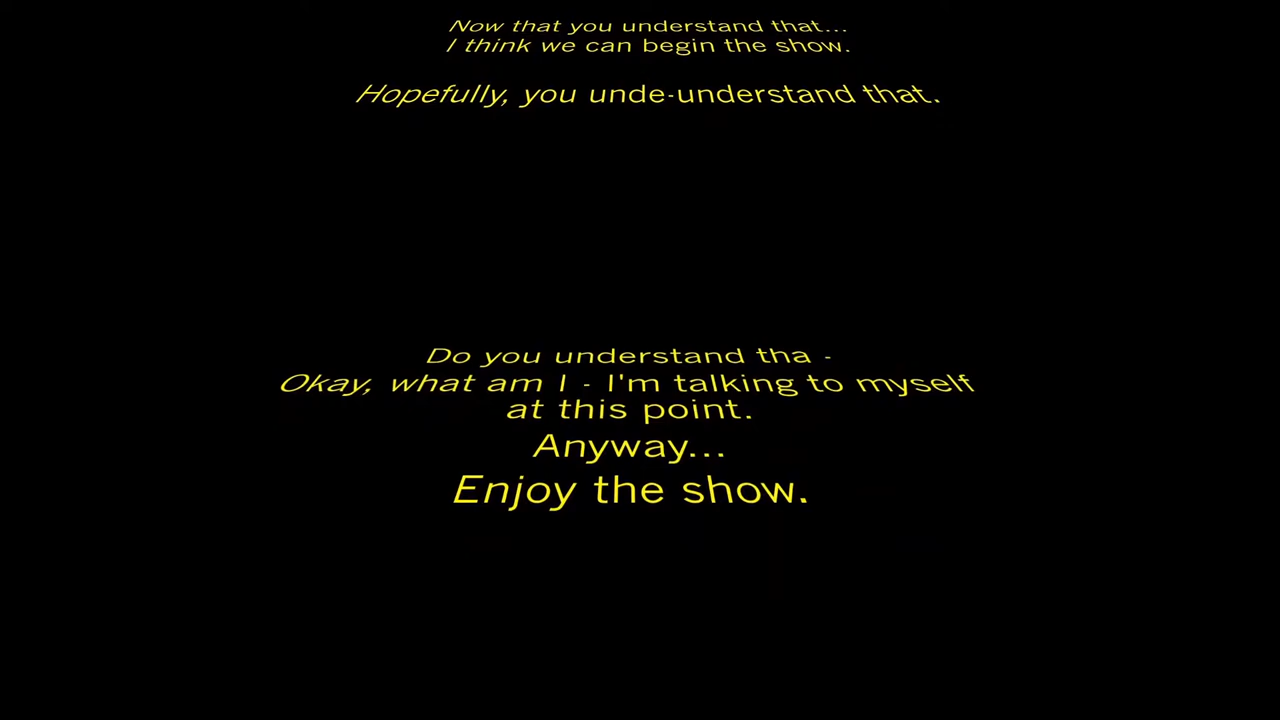 Now that you understand that...
I think we can begin the show.
Hopefully, you unde-understand that.
Do you understand tha -
Okay, what am I - I'm talking to myself
at this point.
Anyway...
Enjoy the show.